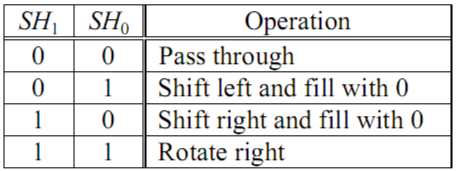 SH₁ SH₀ Operation
0 0 Pass through
0 1 Shift left and fill with 0
1 0 Shift right and fill with 0
1 1 Rotate right